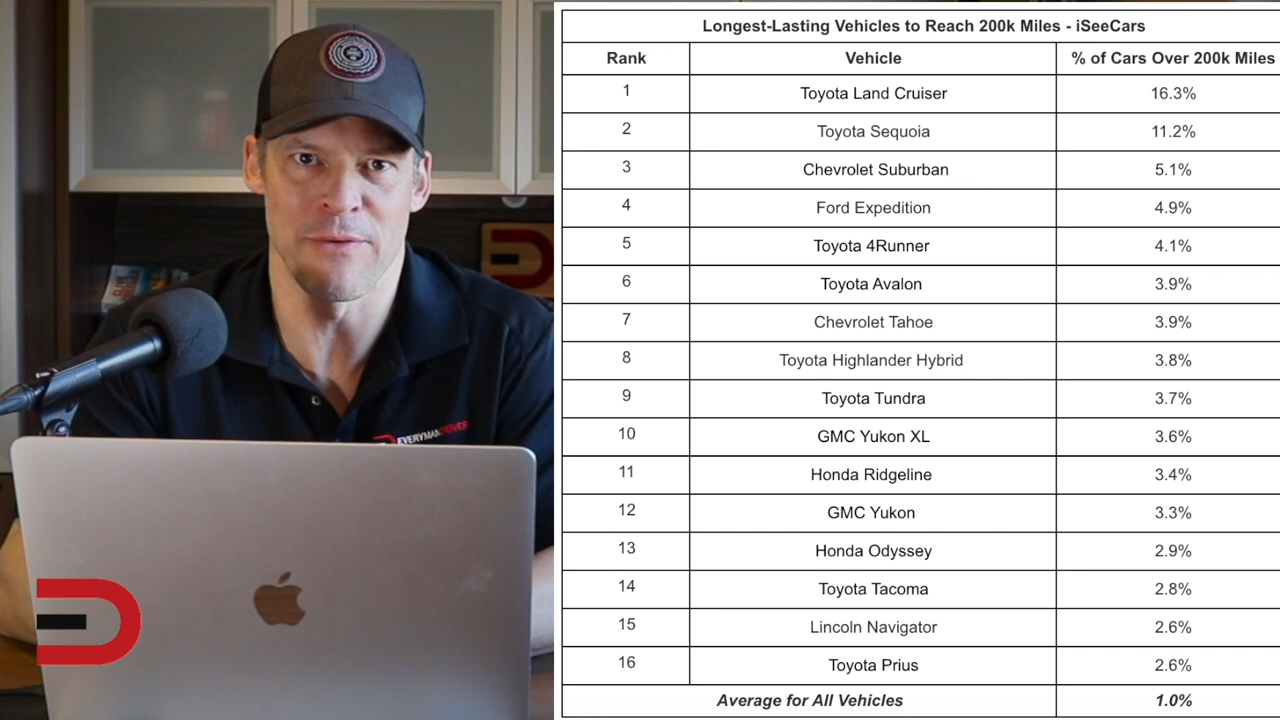 Longest-Lasting Vehicles to Reach 200k Miles - iSeeCars
Rank Vehicle % of Cars Over 200k Miles
1 Toyota Land Cruiser 16.3%
2 Toyota Sequoia 11.2%
3 Chevrolet Suburban 5.1%
4 Ford Expedition 4.9%
5 Toyota 4Runner 4.1%
6 Toyota Avalon 3.9%
7 Chevrolet Tahoe 3.9%
8 Toyota Highlander Hybrid 3.8%
9 Toyota Tundra 3.7%
10 GMC Yukon XL 3.6%
11 Honda Ridgeline 3.4%
12 GMC Yukon 3.3%
13 Honda Odyssey 2.9%
14 Toyota Tacoma 2.8%
15 Lincoln Navigator 2.6%
16 Toyota Prius 2.6%
Average for All Vehicles 1.0%
EVERYMAN